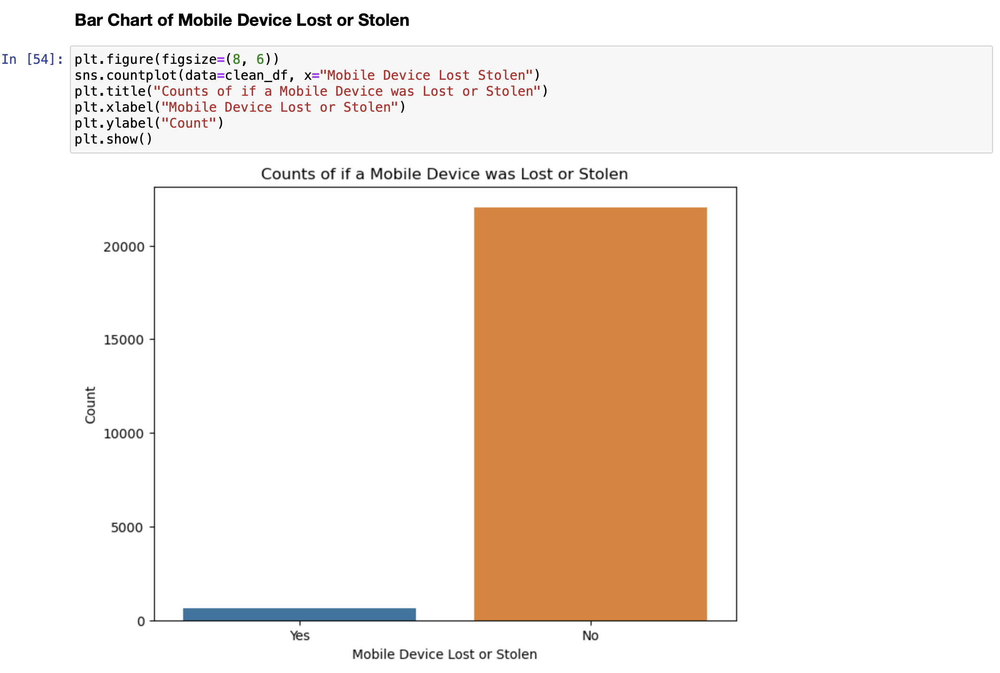 Bar Chart of Mobile Device Lost or Stolen
In [54]: plt.figure(figsize=(8, 6))
sns.countplot(data=clean_df, x="Mobile Device Lost Stolen")
plt.title("Counts of if a Mobile Device was Lost or Stolen")
plt.xlabel("Mobile Device Lost or Stolen")
plt.ylabel("Count")
plt.show()
Counts of if a Mobile Device was Lost or Stolen
20000
15000
10000
5000
0
Count
Yes No
Mobile Device Lost or Stolen